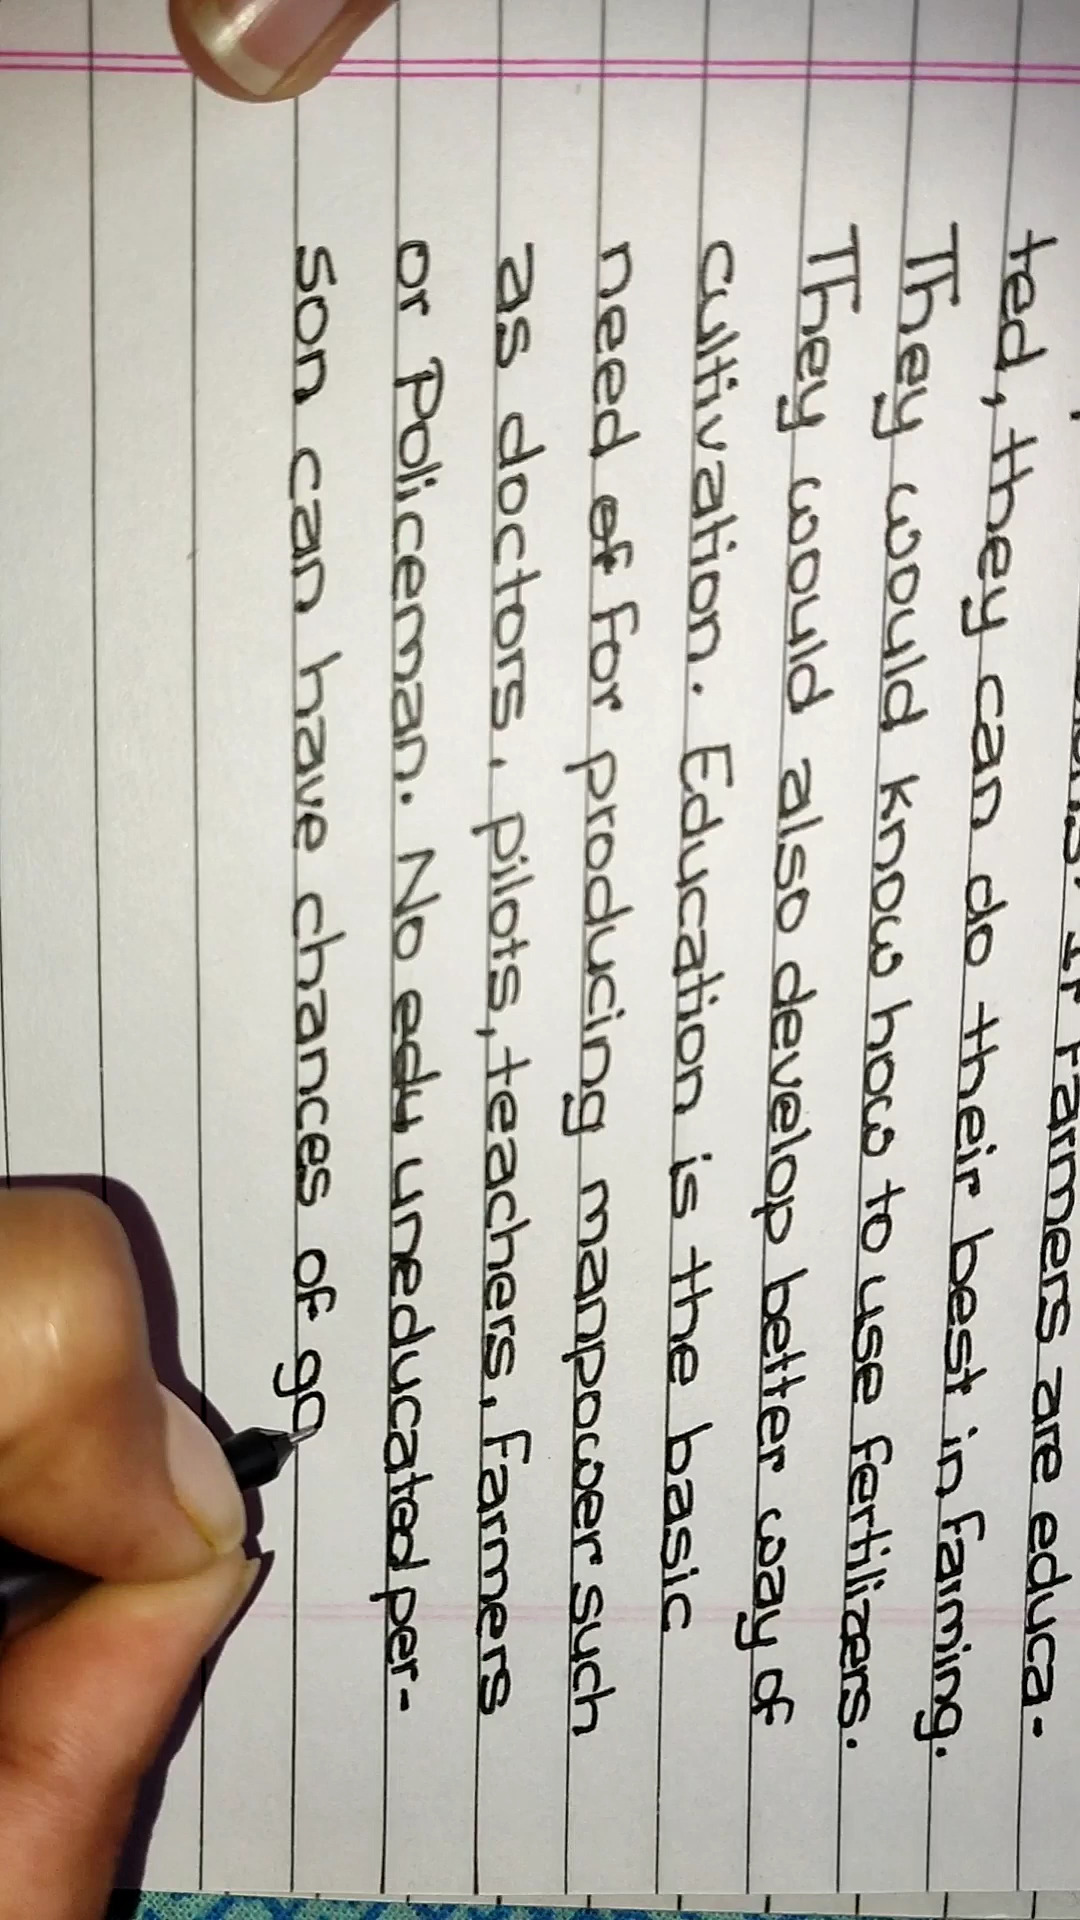 If Farmers are educa-
ted, they can do their best in Faming.
They would know how to use fertilizers.
They would also develop better way of
cultivation. Education is the basic
need of for producing manpower such
as doctors, pilots, teachers, Farmers
or Policeman. No edu uneducated per-
son can have chances of go